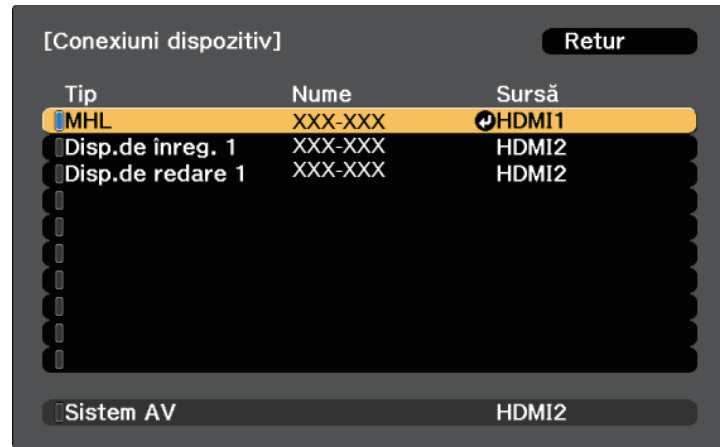 [Conexiuni dispozitiv] Retur
Tip Nume Sursă
MHL XXX-XXX HDMI1
Disp.de înreg. 1 XXX-XXX HDMI2
Disp.de redare 1 XXX-XXX HDMI2
Sistem AV HDMI2